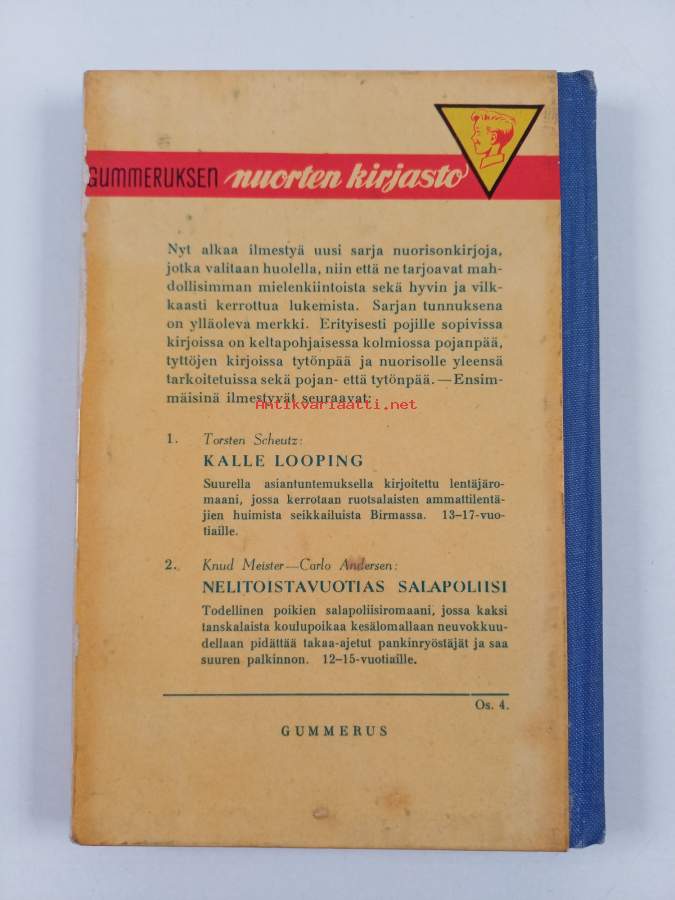 GUMMERUKSEN nuorten kirjasto
Nyt alkaa ilmestyä uusi sarja nuorisonkirjoja,
jotka valitaan huolella, niin että ne tarjoavat mah-
dollisimman mielenkiintoista sekä hyvin ja vilk-
kaasti kerrottua lukemista. Sarjan tunnuksena
on ylläoleva merkki. Erityisesti pojille sopivissa
kirjoissa on keltapohjaisessa kolmiossa pojanpää,
tyttöjen kirjoissa tytönpää ja nuorisolle yleensä
tarkoitetuissa sekä pojan- että tytönpää. — Ensim-
mäisinä ilmestyvät seuraavat:
Antikvariaatti.net
1. Torsten Scheutz:
KALLE LOOPING
Suurella asiantuntemuksella kirjoitettu lentäjäro-
maani, jossa kerrotaan ruotsalaisten ammattilentä-
jien huimista seikkailuista Birmassa. 13–17-vuo-
tiaille.
2. Knud Meister—Carlo Andersen:
NELITOISTAVUOTIAS SALAPOLIISI
Todellinen poikien salapoliisiromaani, jossa kaksi
tanskalaista koulupoikaa kesälomallaan neuvokkuu-
dellaan pidättää takaa-ajetut pankinryöstäjät ja saa
suuren palkinnon. 12–15-vuotiaille.
Os. 4.
GUMMERUS